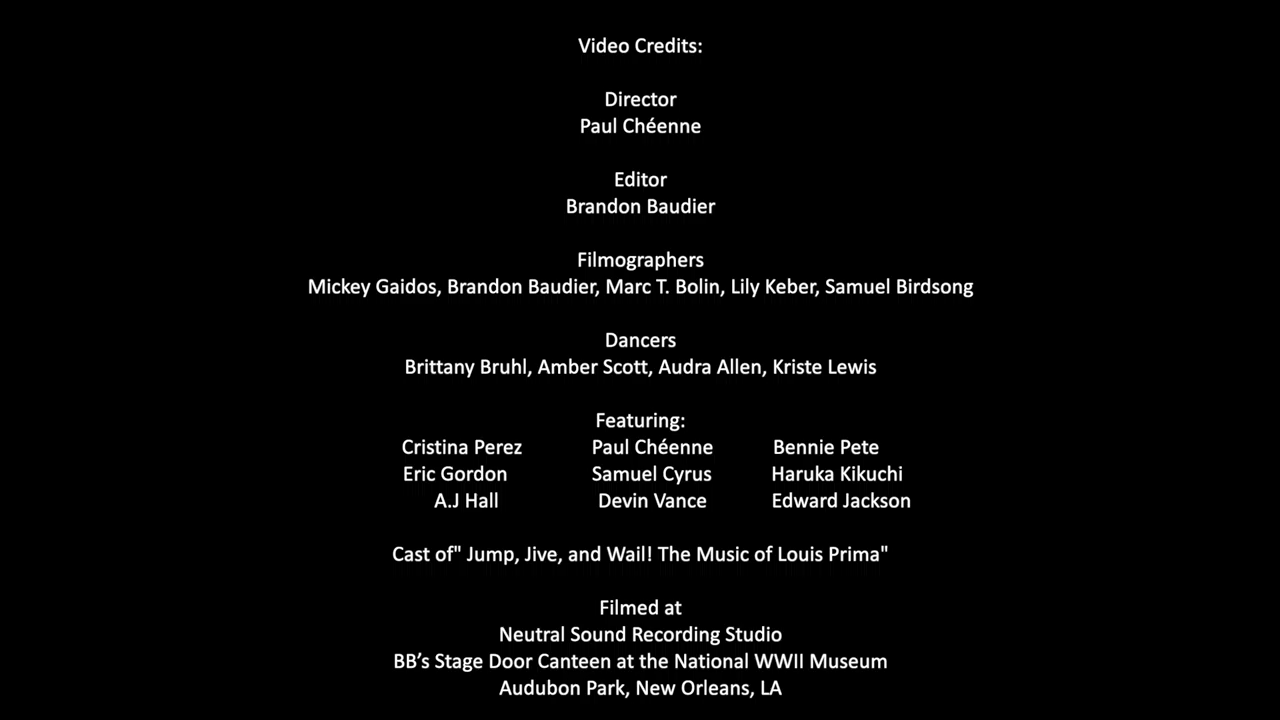 Video Credits:
Director
Paul Chéenne
Editor
Brandon Baudier
Filmographers
Mickey Gaidos, Brandon Baudier, Marc T. Bolin, Lily Keber, Samuel Birdsong
Dancers
Brittany Bruhl, Amber Scott, Audra Allen, Kriste Lewis
Featuring:
Cristina Perez Paul Chéenne Bennie Pete
Eric Gordon Samuel Cyrus Haruka Kikuchi
A.J Hall Devin Vance Edward Jackson
Cast of" Jump, Jive, and Wail! The Music of Louis Prima"
Filmed at
Neutral Sound Recording Studio
BB’s Stage Door Canteen at the National WWII Museum
Audubon Park, New Orleans, LA